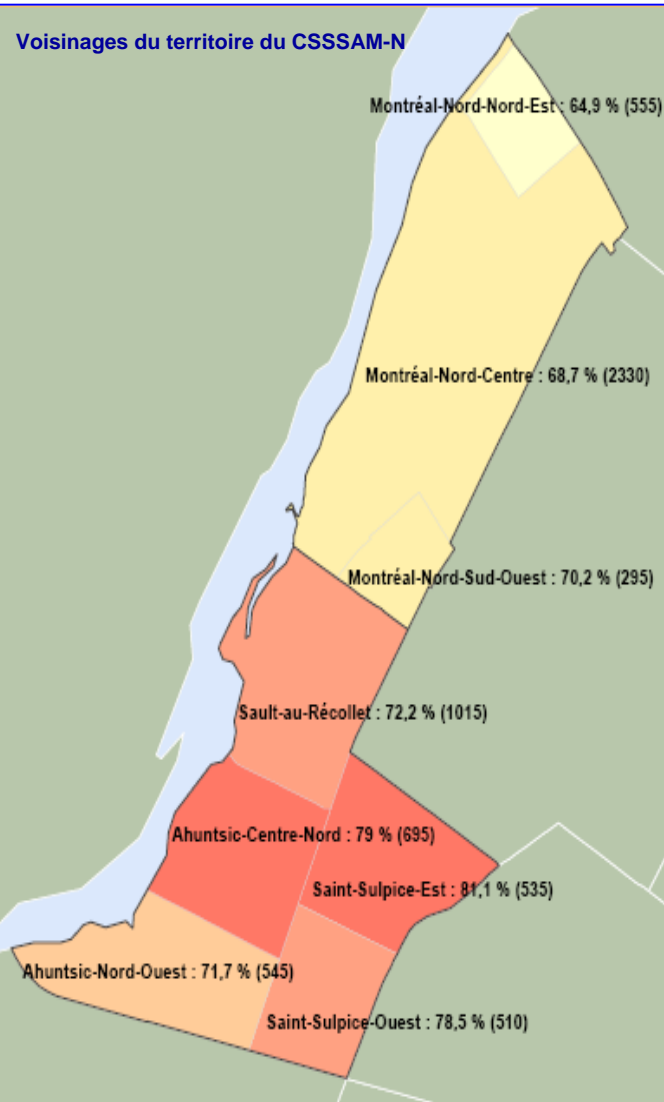 Voisinages du territoire du CSSSAM-N
Montréal-Nord-Nord-Est : 64,9 % (555)
Montréal-Nord-Centre : 68,7 % (2330)
Montréal-Nord-Sud-Ouest : 70,2 % (295)
Sault-au-Récollet : 72,2 % (1015)
Ahuntsic-Centre-Nord : 79 % (695)
Saint-Sulpice-Est : 81,1 % (535)
Ahuntsic-Nord-Ouest : 71,7 % (545)
Saint-Sulpice-Ouest : 78,5 % (510)